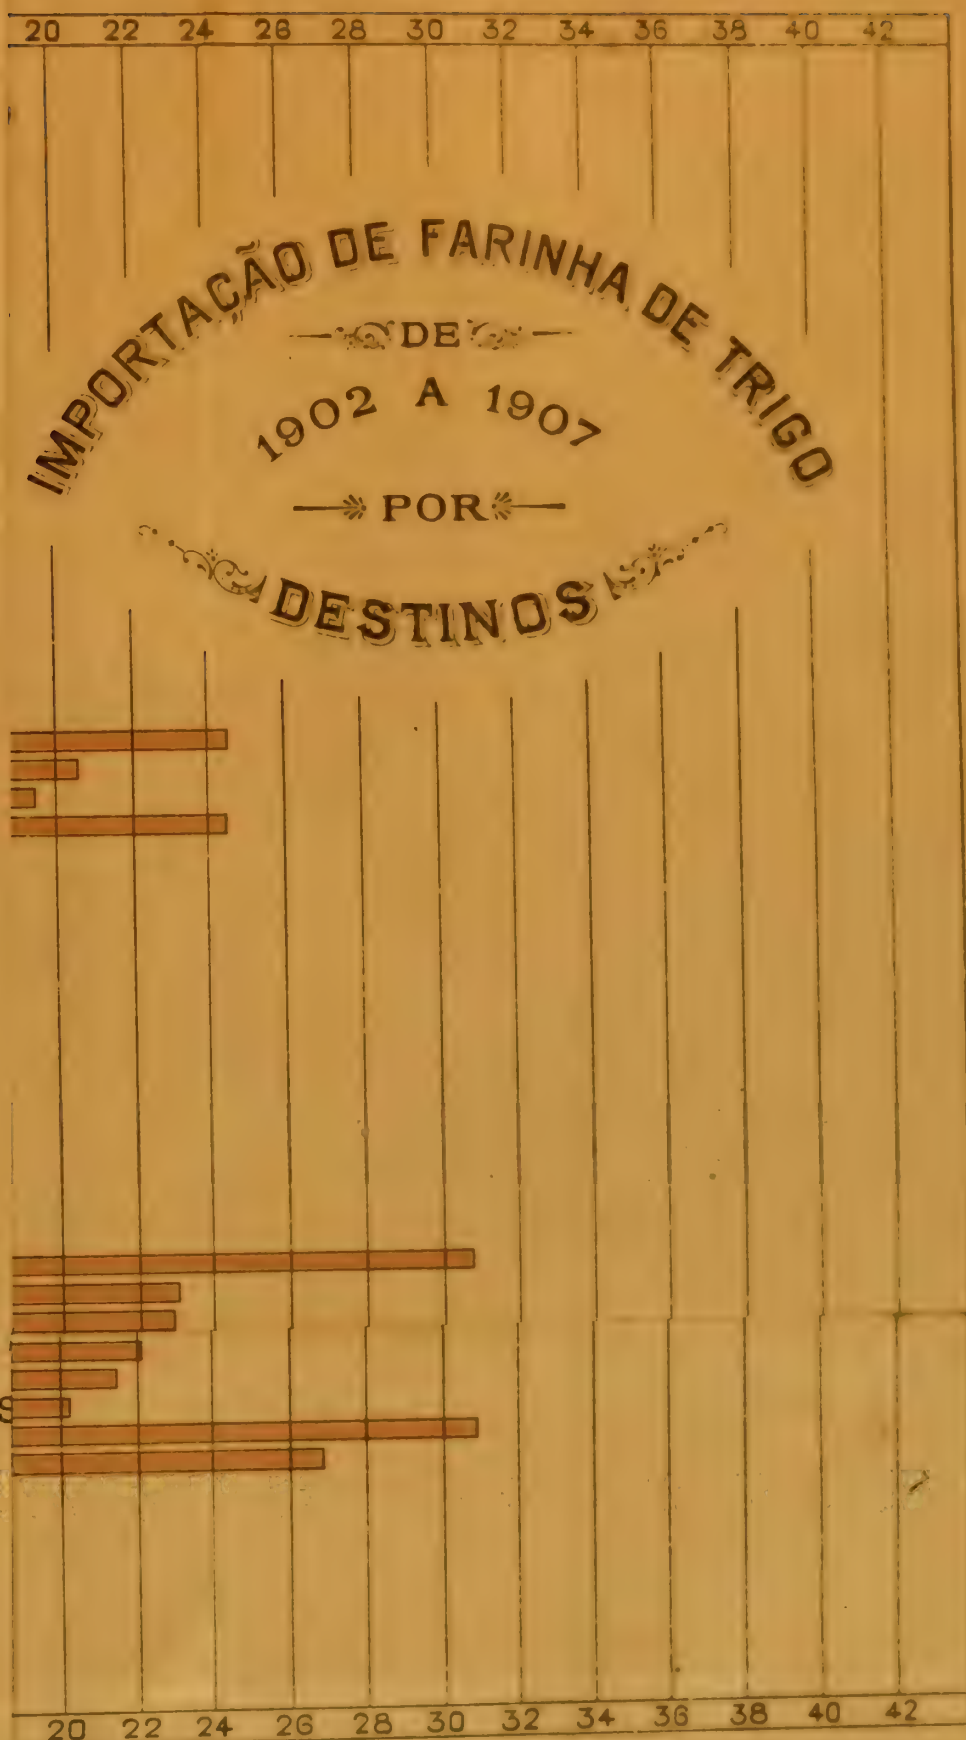 20 22 24 26 28 30 32 34 36 38 40 42
IMPORTAÇÃO DE FARINHA DE TRIGO
DE
1902 A 1907
POR
DESTINOS
S
20 22 24 26 28 30 32 34 36 38 40 42